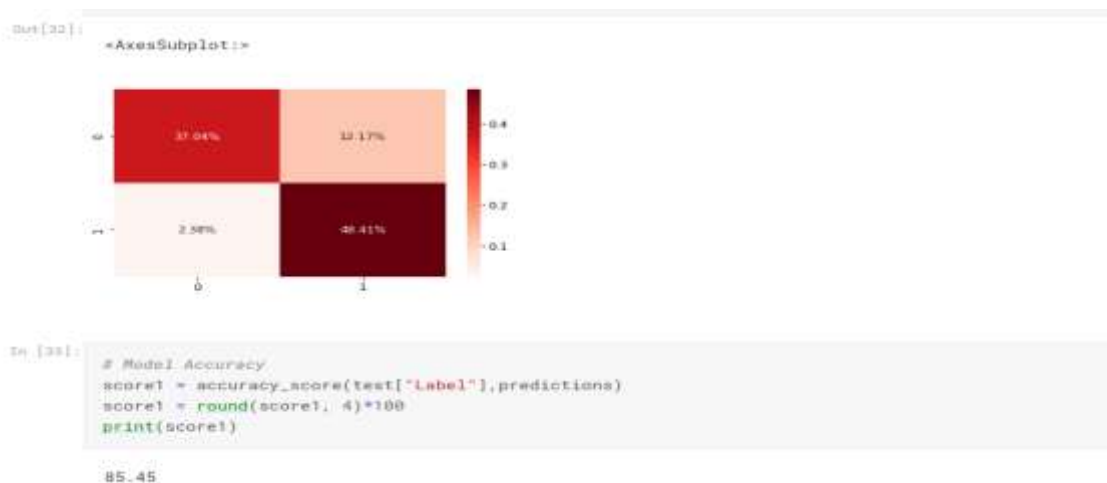 Out[32]:
<AxesSubplot:>
0
37.04%
12.17%
1
2.38%
48.41%
0
1
0.4
0.3
0.2
0.1
In [33]:
# Model Accuracy
score1 = accuracy_score(test["Label"],predictions)
score1 = round(score1, 4)*100
print(score1)
85.45